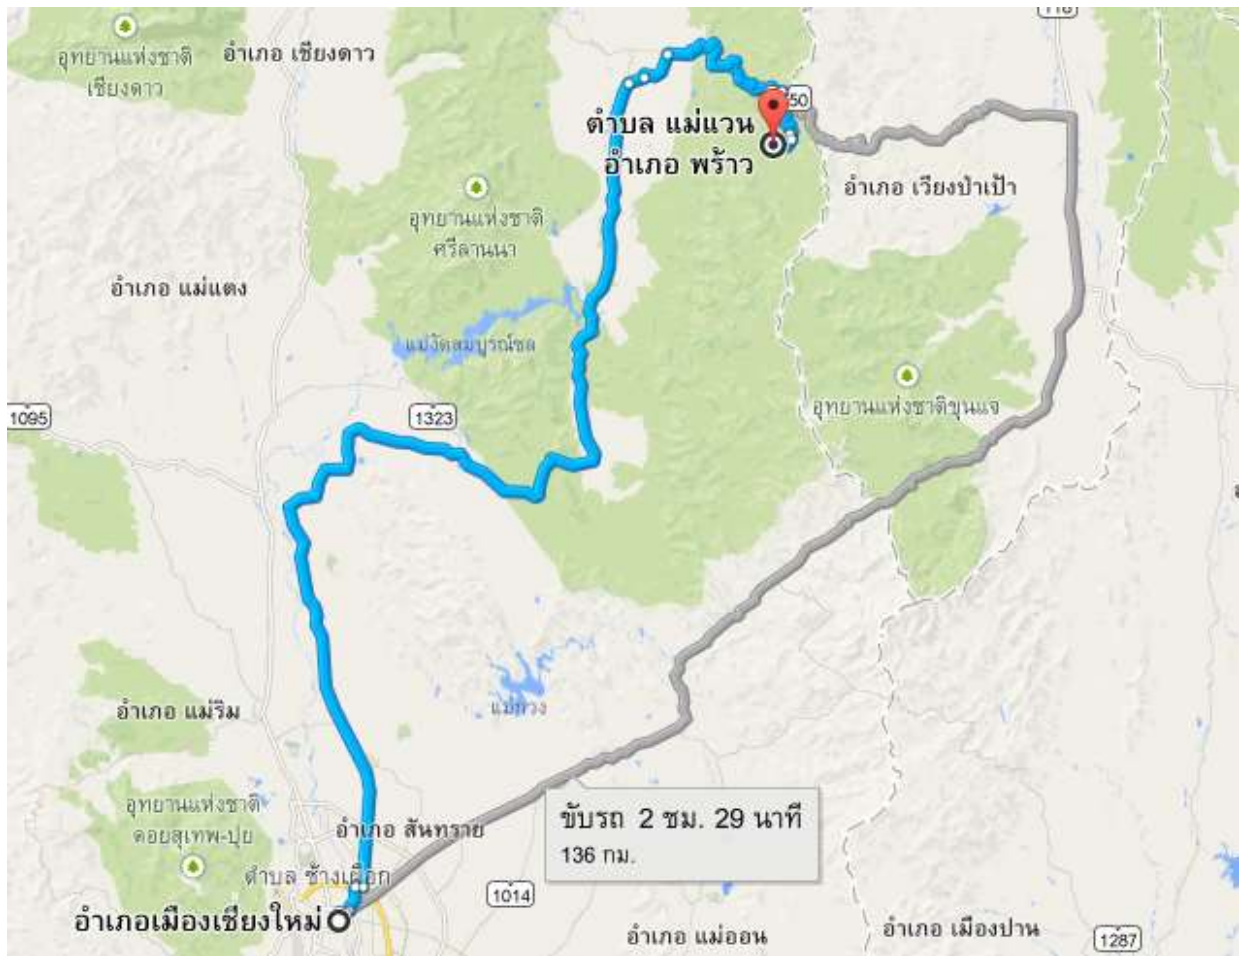 118
อุทยานแห่งชาติ
เชียงดาว
อำเภอ เชียงดาว
50
ตำบล แม่แวน
อำเภอ พร้าว
อำเภอ เวียงป่าเป้า
อุทยานแห่งชาติ
ศรีลานนา
อำเภอ แม่แตง
แม่งัดสมบูรณ์ชล
1095
1323
อุทยานแห่งชาติขุนแจ
แม่กวง
อำเภอ แม่ริม
อุทยานแห่งชาติ
ดอยสุเทพ-ปุย
อำเภอ สันทราย
ขับรถ 2 ชม. 29 นาที
136 กม.
ตำบล ช้างเผือก
1014
อำเภอเมืองเชียงใหม่
อำเภอ แม่ออน
อำเภอ เมืองปาน
1287